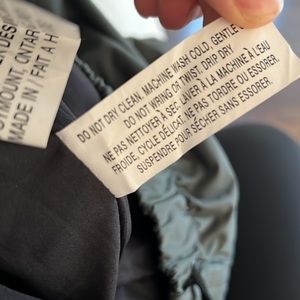 DO NOT DRY CLEAN. MACHINE WASH COLD GENTLE
DO NOT WRING OR TWIST. DRIP DRY
NE PAS NETTOYER À SEC. LAVER À LA MACHINE À L'EAU
FROIDE, CYCLE DÉLICAT. NE PAS TORDRE OU ESSORER.
SUSPENDRE POUR SÉCHER SANS ESSORER.
MOUNT, ONTAR
MADE IN